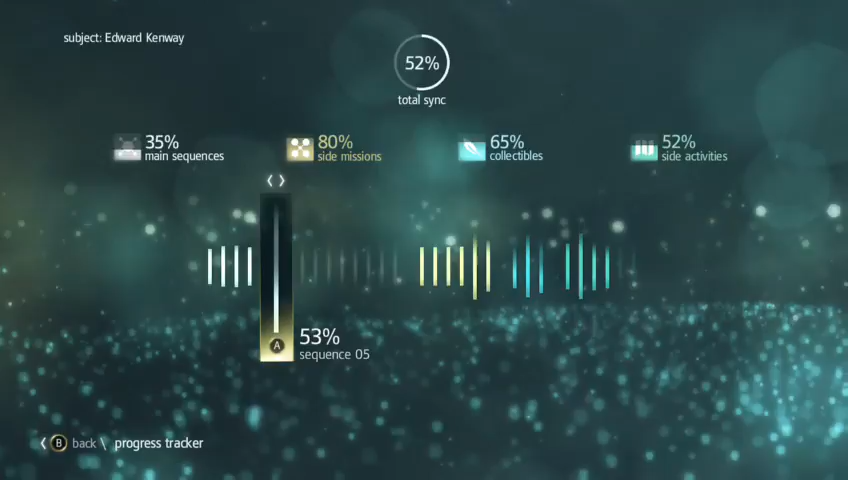 subject: Edward Kenway
52%
total sync
35%
main sequences
80%
side missions
65%
collectibles
52%
side activities
53%
A
sequence 05
B back \ progress tracker